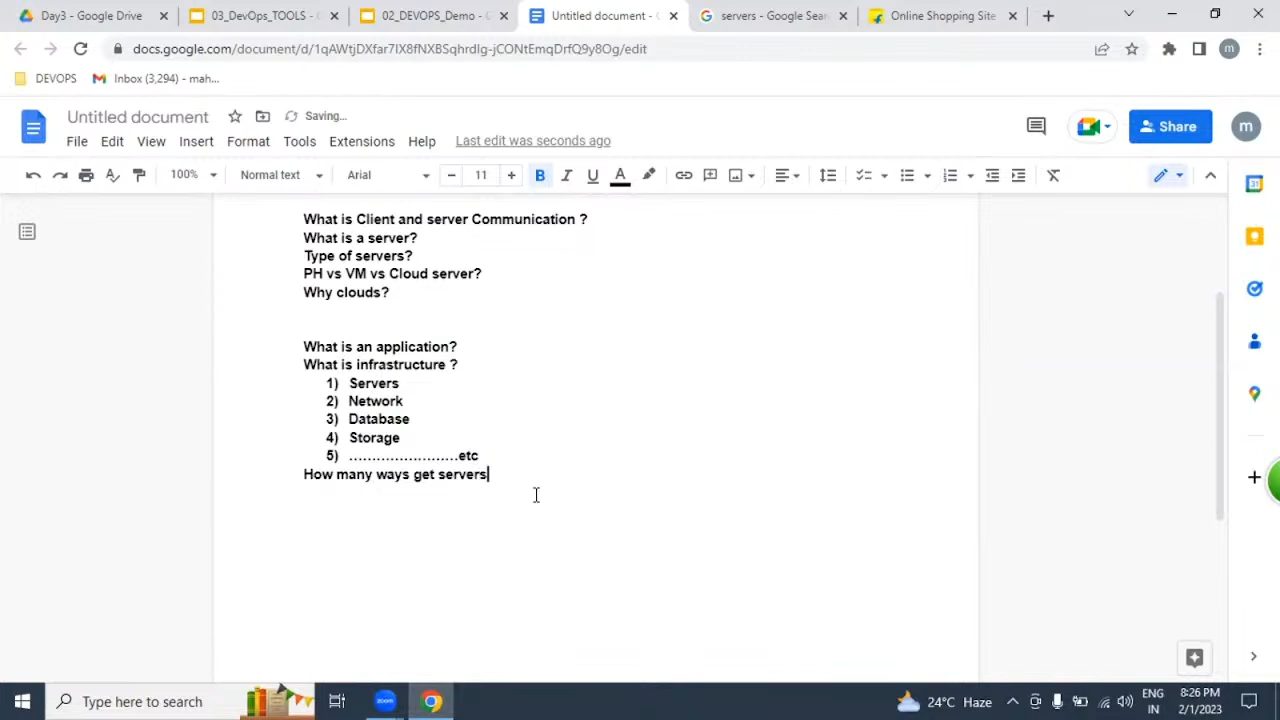 Day3 - Google Drive
03_DevOps_TOOLS - G
02_DEVOPS_Demo - G
Untitled document - G
servers - Google Sear
Online Shopping Site
docs.google.com/document/d/1qAWtjDXfar7IX8fNXBSqhrdIg-jCONtEmqDrfQ9y8Og/edit
m
DEVOPS
Inbox (3,294) - mah...
Untitled document
Saving...
Share
m
File Edit View Insert Format Tools Extensions Help Last edit was seconds ago
100% Normal text Arial 11 B I U A
31
What is Client and server Communication ?
What is a server?
Type of servers?
PH vs VM vs Cloud server?
Why clouds?
What is an application?
What is infrastructure ?
1) Servers
2) Network
3) Database
4) Storage
5) ........................etc
How many ways get servers
Type here to search
zoom
24°C Haze
ENG
IN
8:26 PM
2/1/2023